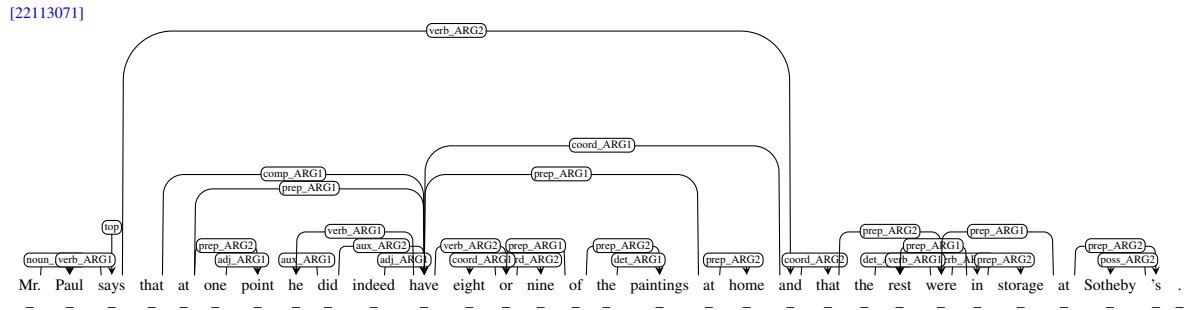 [22113071]
verb_ARG2
coord_ARG1
comp_ARG1 prep_ARG1
prep_ARG1
top verb_ARG1 prep_ARG2 prep_ARG1
prep_ARG2 aux_ARG2 verb_ARG2 prep_ARG1 prep_ARG2 prep_ARG1 prep_ARG2
noun_ verb_ARG1 adj_ARG1 aux_ARG1 adj_ARG1 coord_ARG1 rd_ARG2 det_ARG1 prep_ARG2 coord_ARG2 det_ verb_ARG1 prep_ARG2 poss_ARG2
Mr. Paul says that at one point he did indeed have eight or nine of the paintings at home and that the rest were in storage at Sotheby 's .
_ _ _ _ _ _ _ _ _ _ _ _ _ _ _ _ _ _ _ _ _ _ _ _ _ _ _ _ _ _